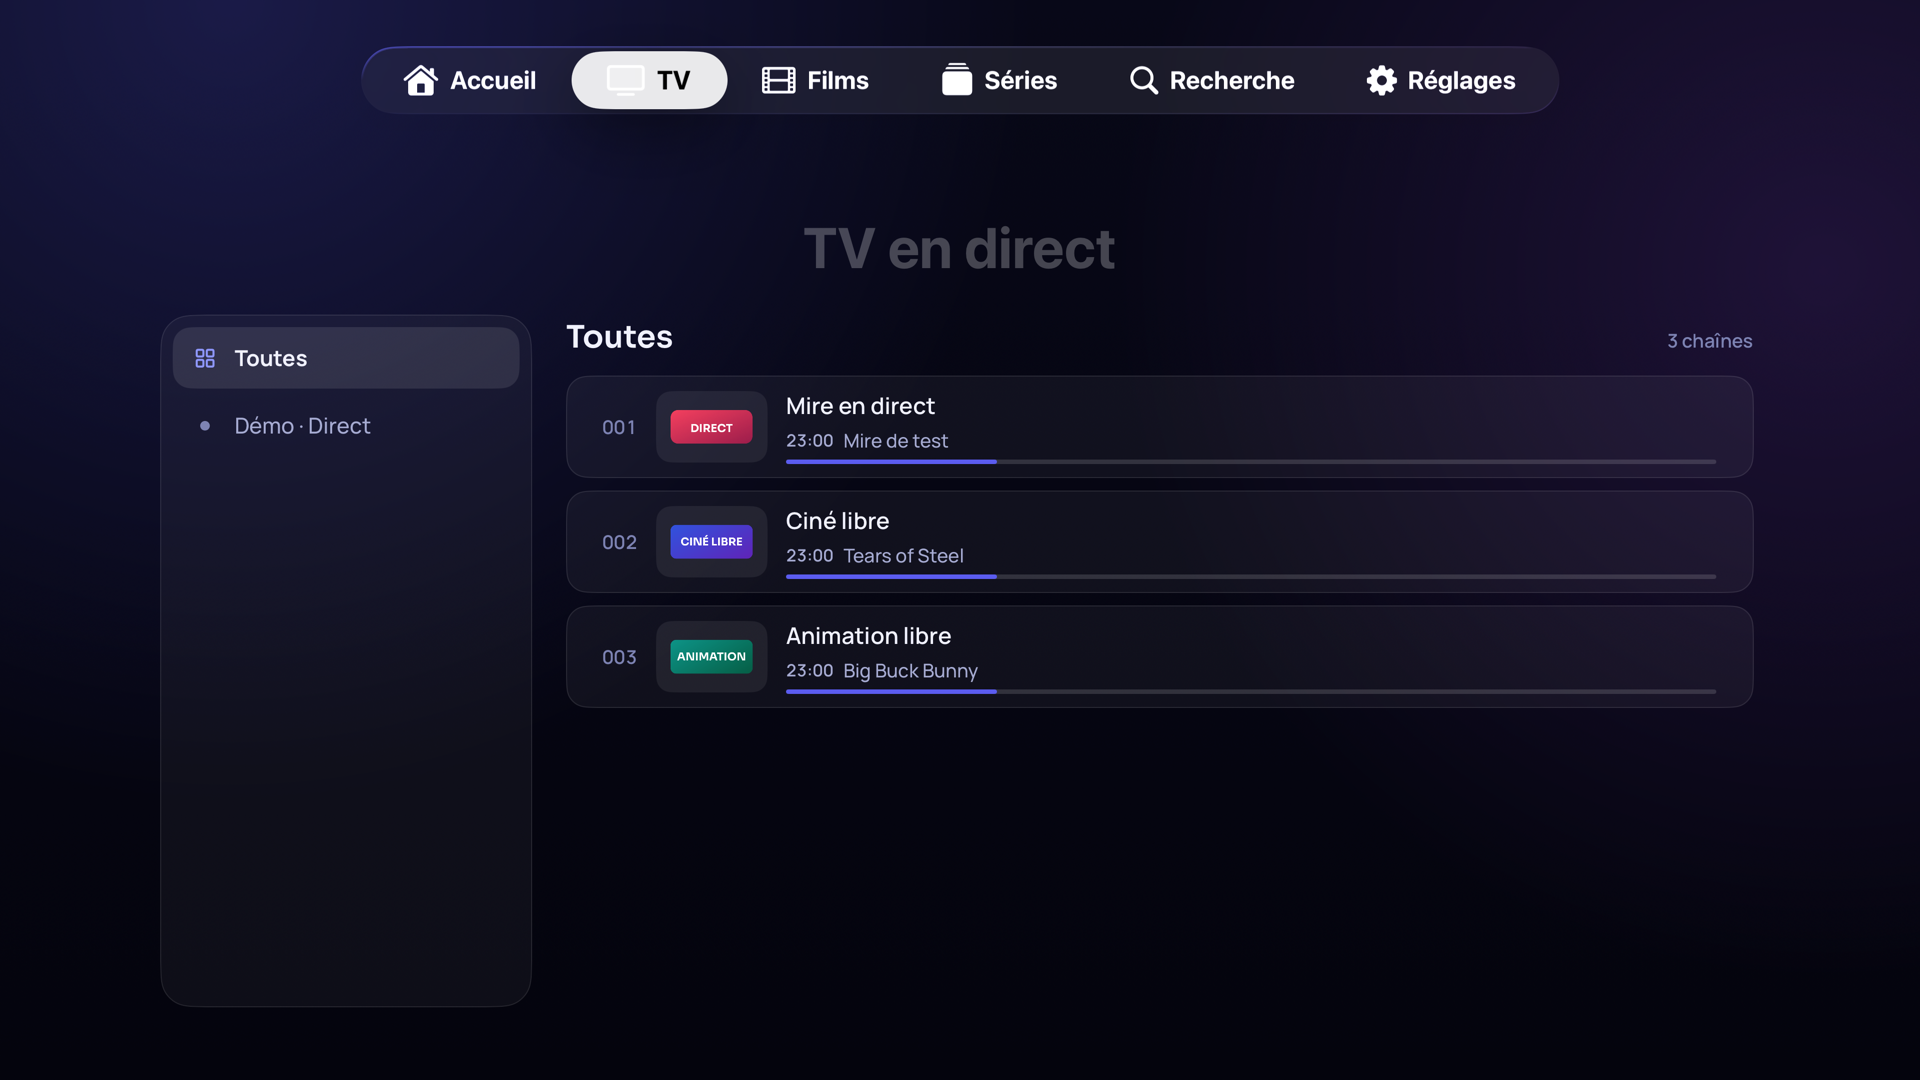 Accueil
TV
Films
Séries
Recherche
Réglages
TV en direct
Toutes
Démo · Direct
Toutes
3 chaînes
001
DIRECT
Mire en direct
23:00 Mire de test
002
CINÉ LIBRE
Ciné libre
23:00 Tears of Steel
003
ANIMATION
Animation libre
23:00 Big Buck Bunny